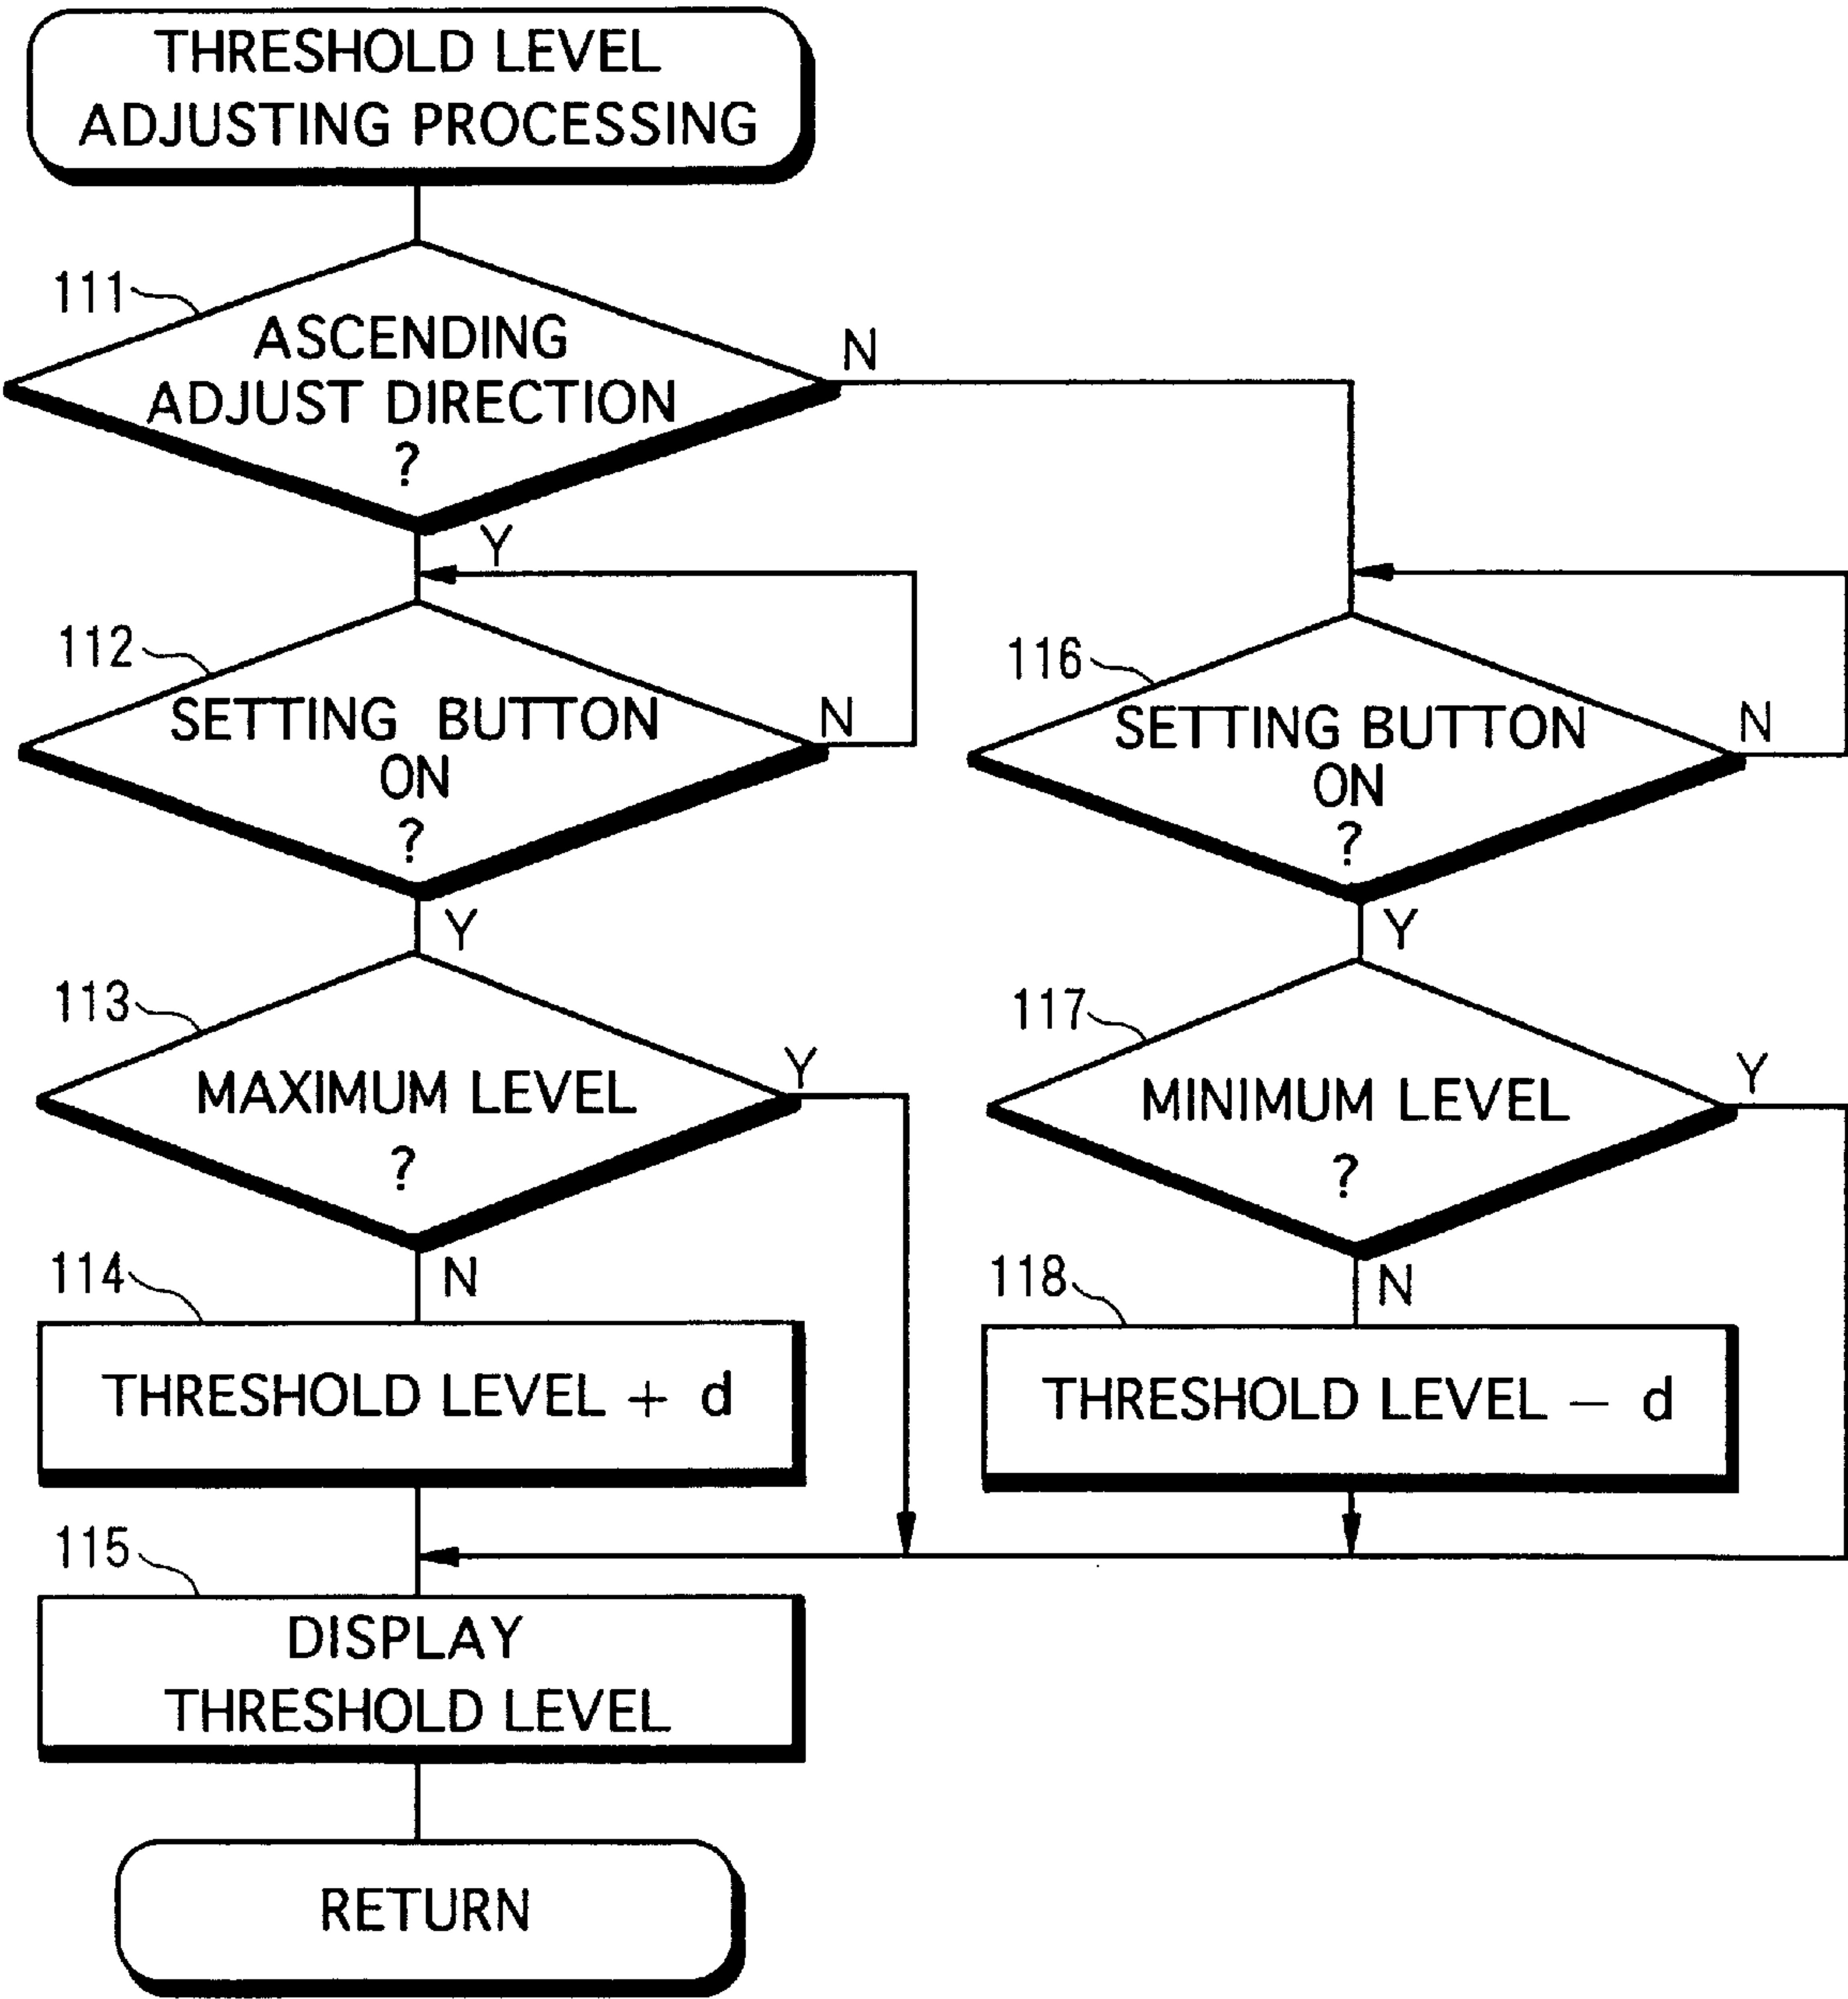 THRESHOLD LEVEL
ADJUSTING PROCESSING
111
ASCENDING
ADJUST DIRECTION
?
N
Y
112
SETTING BUTTON
ON
?
N
Y
113
MAXIMUM LEVEL
?
Y
N
114
THRESHOLD LEVEL + d
115
DISPLAY
THRESHOLD LEVEL
RETURN
116
SETTING BUTTON
ON
?
N
Y
117
MINIMUM LEVEL
?
Y
N
118
THRESHOLD LEVEL − d